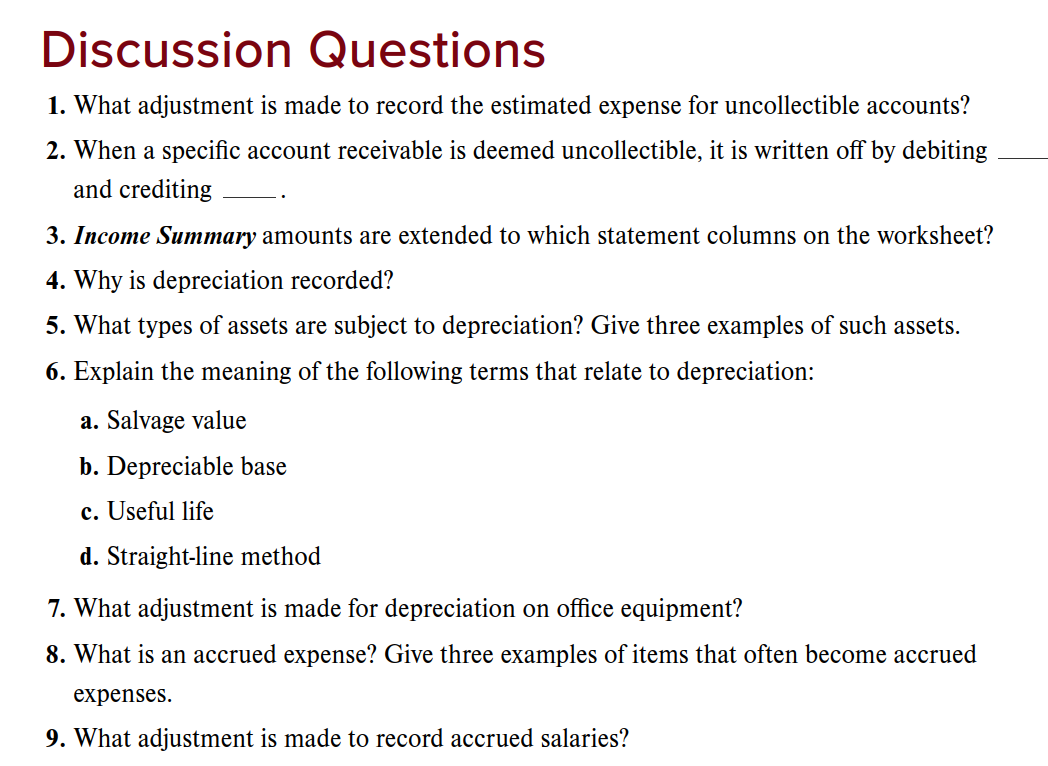 Discussion Questions
1. What adjustment is made to record the estimated expense for uncollectible accounts?
2. When a specific account receivable is deemed uncollectible, it is written off by debiting ____
and crediting ____ .
3. Income Summary amounts are extended to which statement columns on the worksheet?
4. Why is depreciation recorded?
5. What types of assets are subject to depreciation? Give three examples of such assets.
6. Explain the meaning of the following terms that relate to depreciation:
a. Salvage value
b. Depreciable base
c. Useful life
d. Straight-line method
7. What adjustment is made for depreciation on office equipment?
8. What is an accrued expense? Give three examples of items that often become accrued
expenses.
9. What adjustment is made to record accrued salaries?